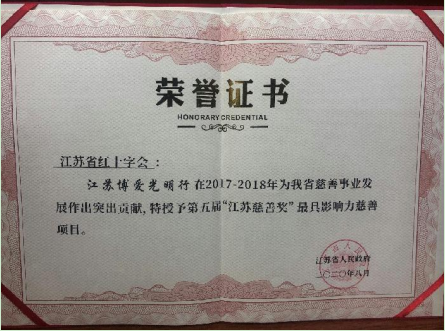 荣誉证书
HONORARY CREDENTIAL
江苏省红十字会：
江苏博爱光明行在2017-2018年为我省慈善事业发
展作出突出贡献,特授予第五届“江苏慈善奖”最具影响力慈善
项目。
江苏省人民政府
二〇二〇年八月